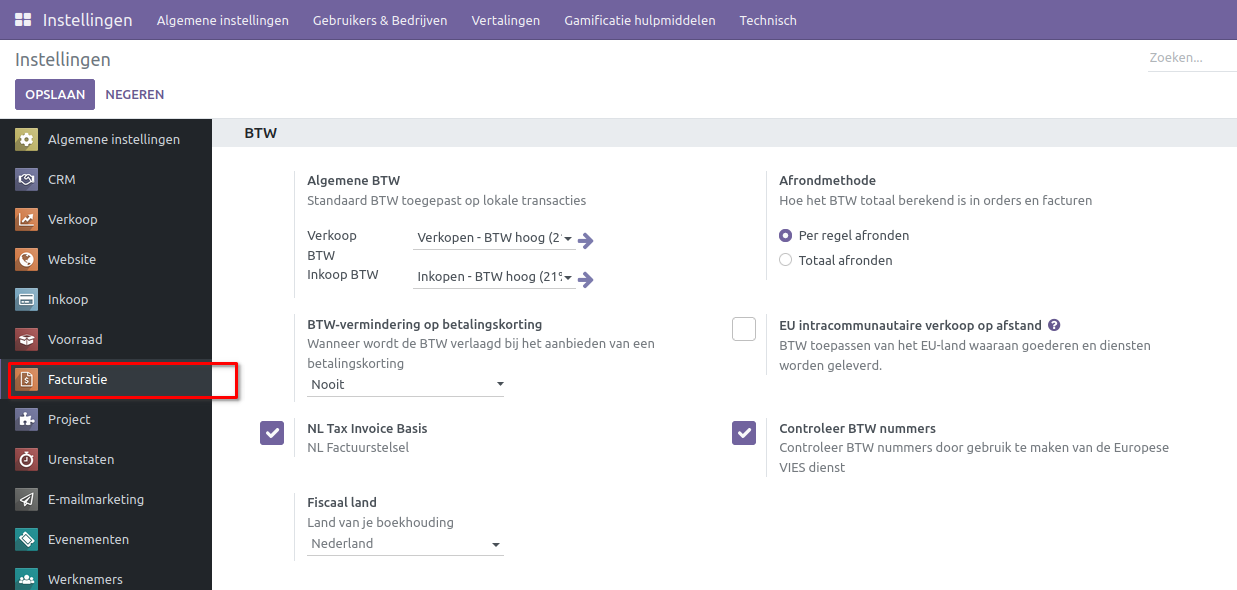 Instellingen Algemene instellingen Gebruikers & Bedrijven Vertalingen Gamificatie hulpmiddelen Technisch
Instellingen
Zoeken...
OPSLAAN NEGEREN
Algemene instellingen
CRM
Verkoop
Website
Inkoop
Voorraad
Facturatie
Project
Urenstaten
E-mailmarketing
Evenementen
Werknemers
BTW
Algemene BTW
Standaard BTW toegepast op lokale transacties
Verkoop
BTW
Verkopen - BTW hoog (21
Inkoop BTW
Inkopen - BTW hoog (21%
Afrondmethode
Hoe het BTW totaal berekend is in orders en facturen
Per regel afronden
Totaal afronden
BTW-vermindering op betalingskorting
Wanneer wordt de BTW verlaagd bij het aanbieden van een
betalingskorting
Nooit
EU intracommunautaire verkoop op afstand ?
BTW toepassen van het EU-land waaraan goederen en diensten
worden geleverd.
NL Tax Invoice Basis
NL Factuurstelsel
Controleer BTW nummers
Controleer BTW nummers door gebruik te maken van de Europese
VIES dienst
Fiscaal land
Land van je boekhouding
Nederland